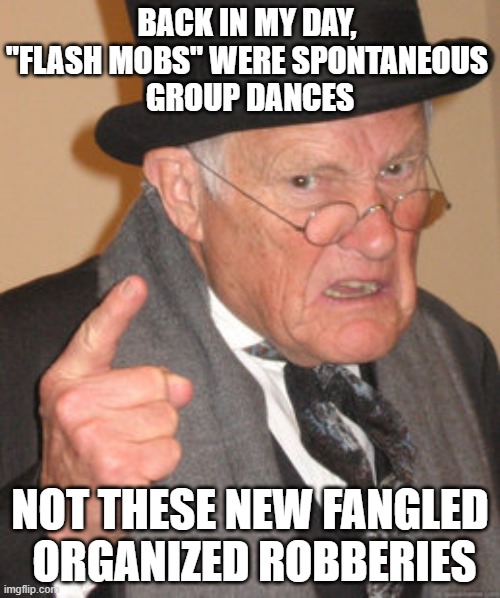 BACK IN MY DAY,
"FLASH MOBS" WERE SPONTANEOUS
GROUP DANCES
NOT THESE NEW FANGLED
ORGANIZED ROBBERIES
imgflip.com